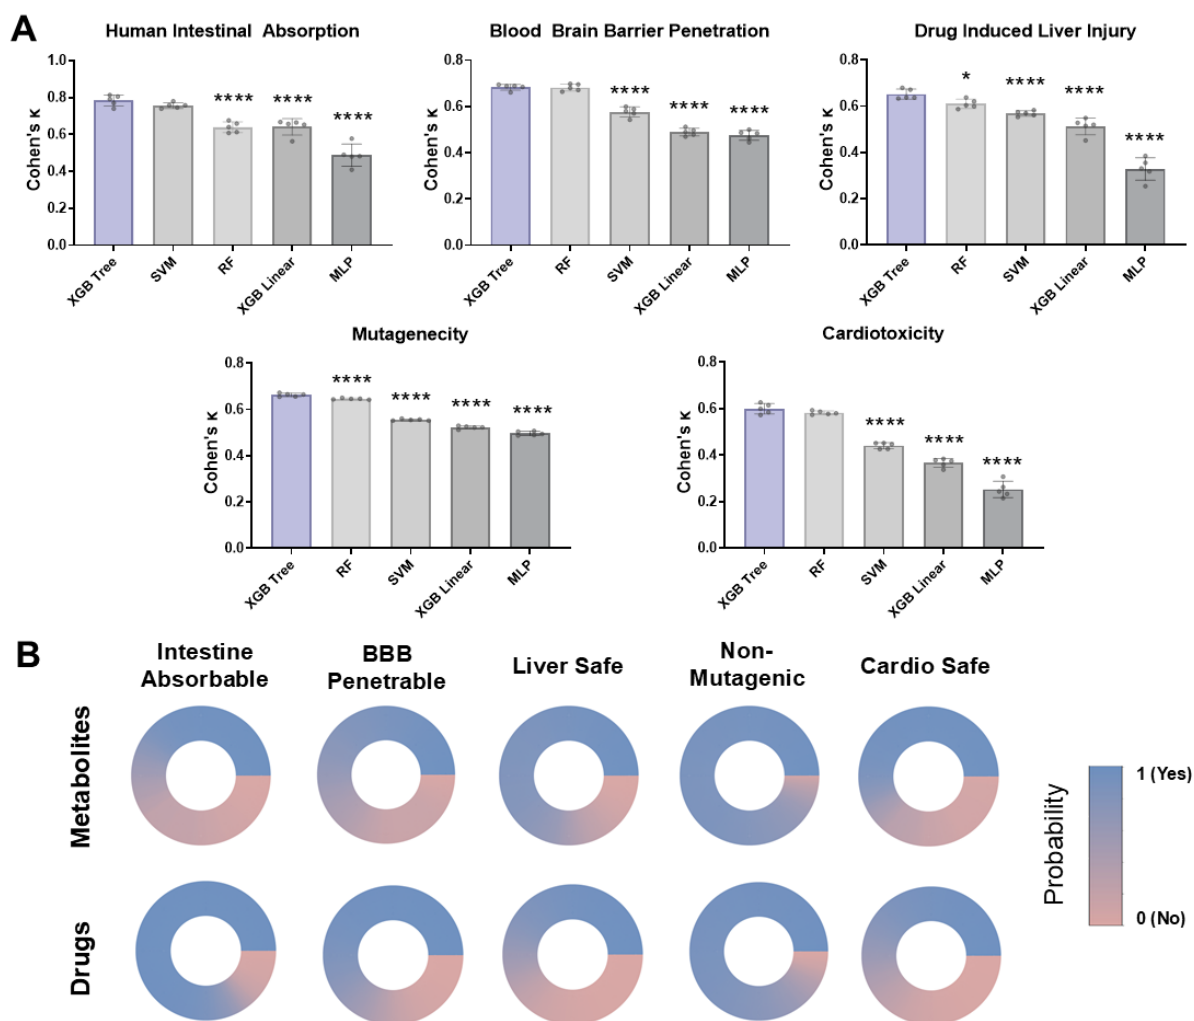 A
Human Intestinal Absorption
Cohen's κ
1.0
0.8
0.6
0.4
0.2
0.0
**** **** ****
XGB Tree
SVM
RF
XGB Linear
MLP
Blood Brain Barrier Penetration
Cohen's κ
0.8
0.6
0.4
0.2
0.0
**** **** ****
XGB Tree
RF
SVM
XGB Linear
MLP
Drug Induced Liver Injury
Cohen's κ
0.8
0.6
0.4
0.2
0.0
* **** **** ****
XGB Tree
RF
SVM
XGB Linear
MLP
Mutagenecity
Cohen's κ
0.8
0.6
0.4
0.2
0.0
**** **** **** ****
XGB Tree
RF
SVM
XGB Linear
MLP
Cardiotoxicity
Cohen's κ
0.8
0.6
0.4
0.2
0.0
**** **** ****
XGB Tree
RF
SVM
XGB Linear
MLP
B
Intestine
Absorbable
BBB
Penetrable
Liver Safe
Non-
Mutagenic
Cardio Safe
Metabolites
Drugs
Probability
1 (Yes)
0 (No)